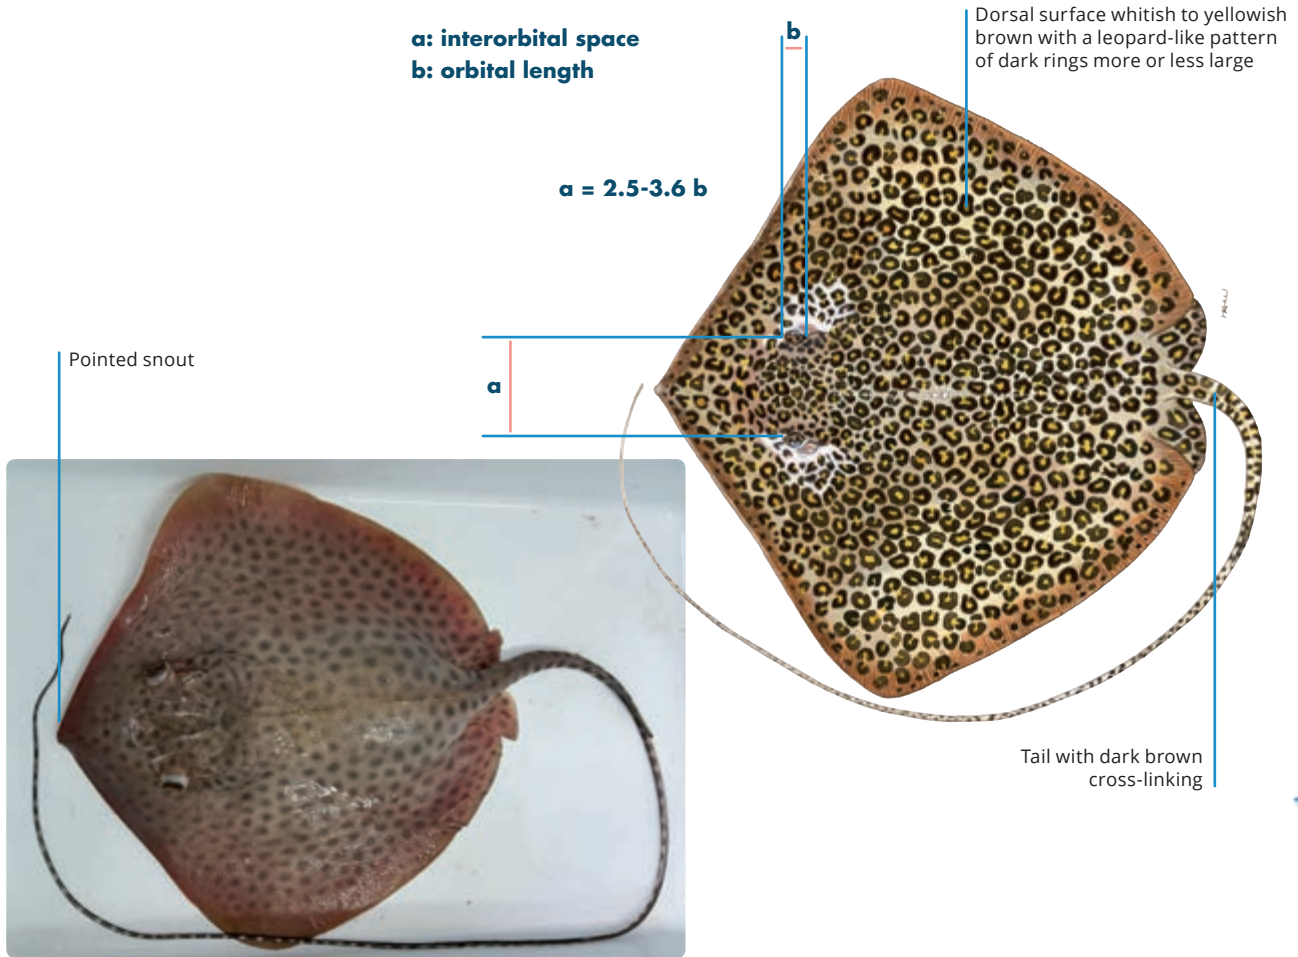 a: interorbital space
b: orbital length
b
Dorsal surface whitish to yellowish
brown with a leopard-like pattern
of dark rings more or less large
a = 2.5-3.6 b
Pointed snout
a
Tail with dark brown
cross-linking